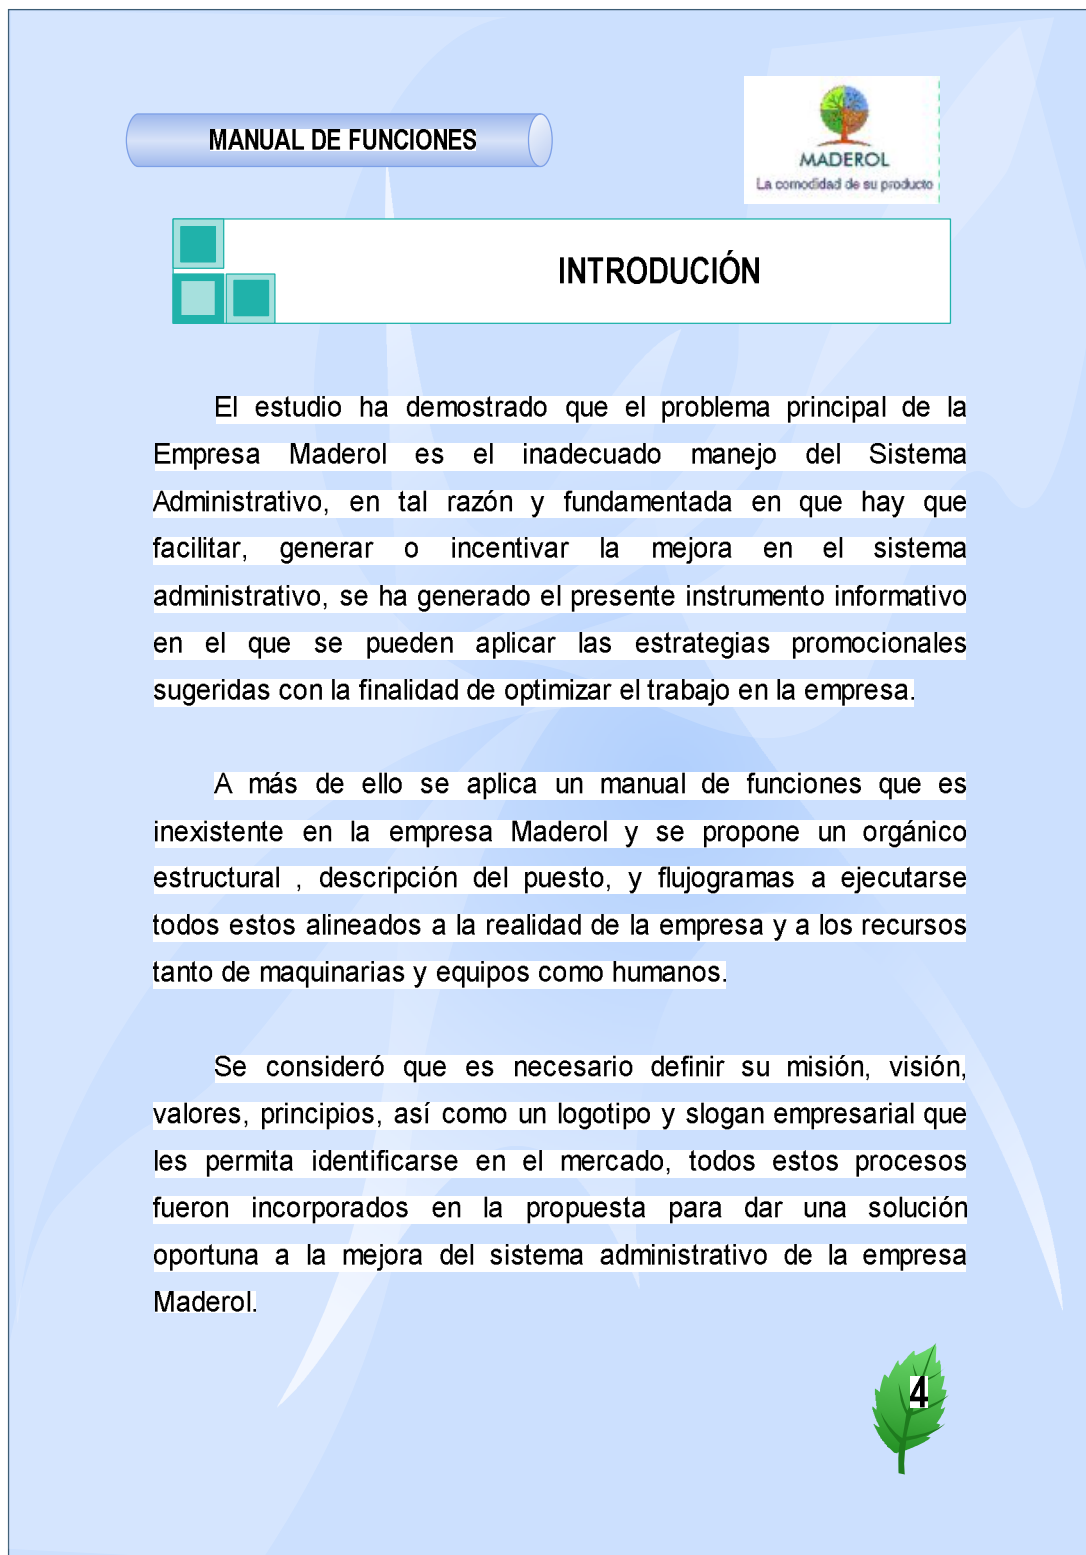 MANUAL DE FUNCIONES
MADEROL
La comodidad de su producto
INTRODUCIÓN
El estudio ha demostrado que el problema principal de la
Empresa Maderol es el inadecuado manejo del Sistema
Administrativo, en tal razón y fundamentada en que hay que
facilitar, generar o incentivar la mejora en el sistema
administrativo, se ha generado el presente instrumento informativo
en el que se pueden aplicar las estrategias promocionales
sugeridas con la finalidad de optimizar el trabajo en la empresa.
A más de ello se aplica un manual de funciones que es
inexistente en la empresa Maderol y se propone un orgánico
estructural , descripción del puesto, y flujogramas a ejecutarse
todos estos alineados a la realidad de la empresa y a los recursos
tanto de maquinarias y equipos como humanos.
Se consideró que es necesario definir su misión, visión,
valores, principios, así como un logotipo y slogan empresarial que
les permita identificarse en el mercado, todos estos procesos
fueron incorporados en la propuesta para dar una solución
oportuna a la mejora del sistema administrativo de la empresa
Maderol.
4